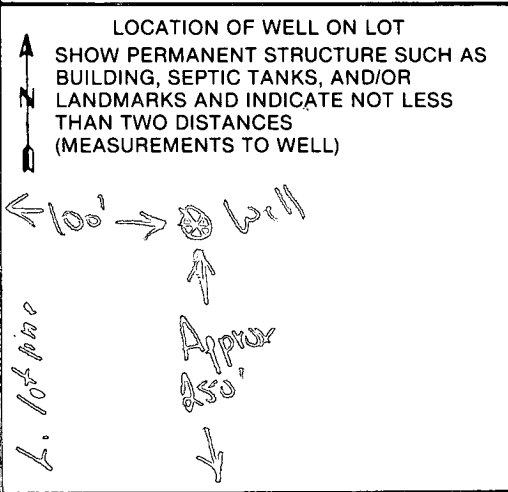 LOCATION OF WELL ON LOT
SHOW PERMANENT STRUCTURE SUCH AS
BUILDING, SEPTIC TANKS, AND/OR
LANDMARKS AND INDICATE NOT LESS
THAN TWO DISTANCES
(MEASUREMENTS TO WELL)
N
100' Well
Approx
250'
L. lot line